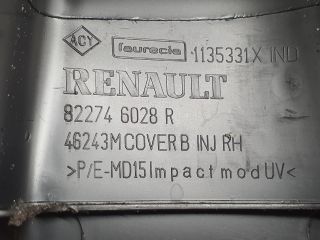 ACY faurecia 1135331X IND
RENAULT
82274 6028 R
46243M COVER B INJ RH
>P/E-MD15 Impact mod UV<